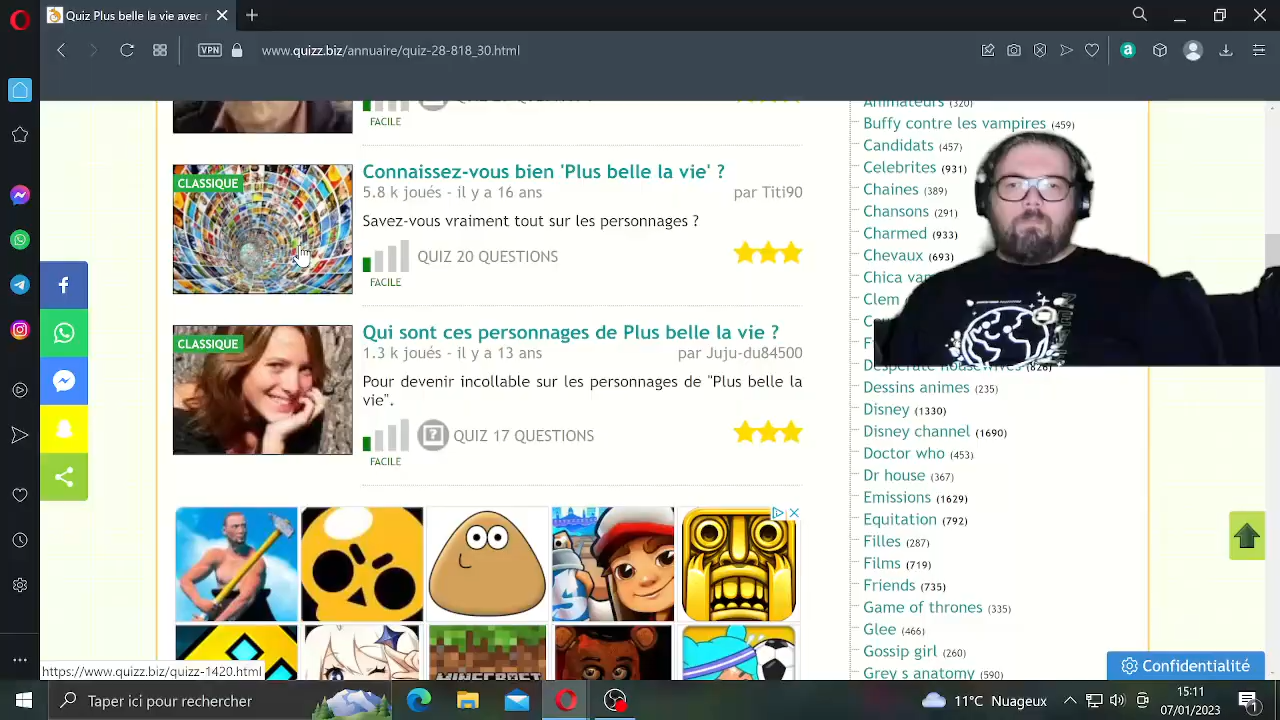 Quiz Plus belle la vie avec
VPN
www.quizz.biz/annuaire/quiz-28-818_30.html
FACILE
CLASSIQUE
Connaissez-vous bien 'Plus belle la vie' ?
5.8 k joués - il y a 16 ans
par Titi90
Savez-vous vraiment tout sur les personnages ?
QUIZ 20 QUESTIONS
FACILE
CLASSIQUE
Qui sont ces personnages de Plus belle la vie ?
1.3 k joués - il y a 13 ans
par Juju-du84500
Pour devenir incollable sur les personnages de "Plus belle la
vie".
QUIZ 17 QUESTIONS
FACILE
Animateurs (320)
Buffy contre les vampires (459)
Candidats (457)
Celebrites (931)
Chaines (389)
Chansons (291)
Charmed (933)
Chevaux (693)
Chica
Clem
Desperate housewives (826)
Dessins animes (235)
Disney (1330)
Disney channel (1690)
Doctor who (453)
Dr house (367)
Emissions (1629)
Equitation (792)
Filles (287)
Films (719)
Friends (735)
Game of thrones (335)
Glee (466)
Gossip girl (260)
Grey s anatomy (590)
Confidentialité
https://www.quizz.biz/quizz-1420.html
Taper ici pour rechercher
11°C Nuageux
15:11
07/01/2023